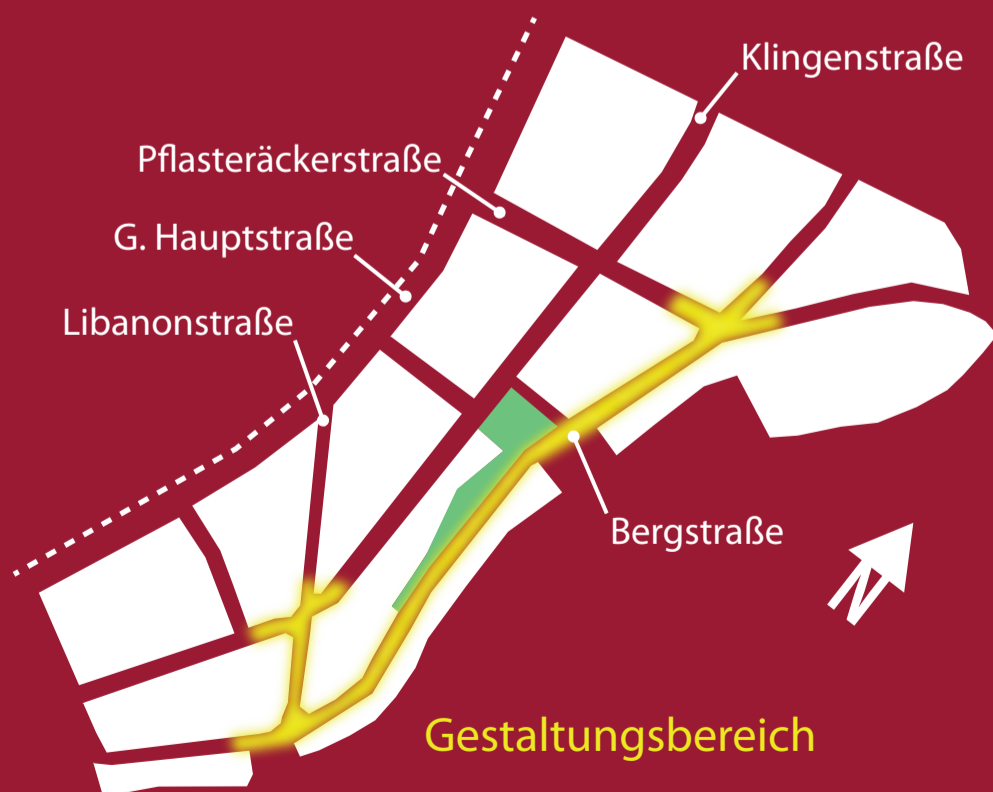 Klingenstraße
Pflasteräckerstraße
G. Hauptstraße
Libanonstraße
Bergstraße
N
Gestaltungsbereich